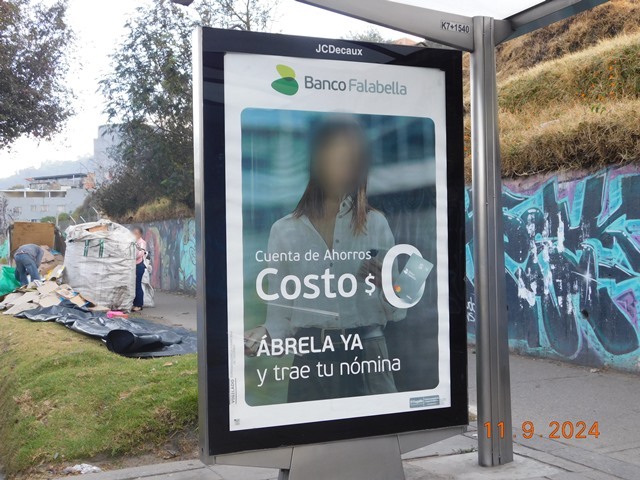 K7+1540
JCDecaux
Banco Falabella
Cuenta de Ahorros
Costo $0
ÁBRELA YA
y trae tu nómina
11. 9. 2024